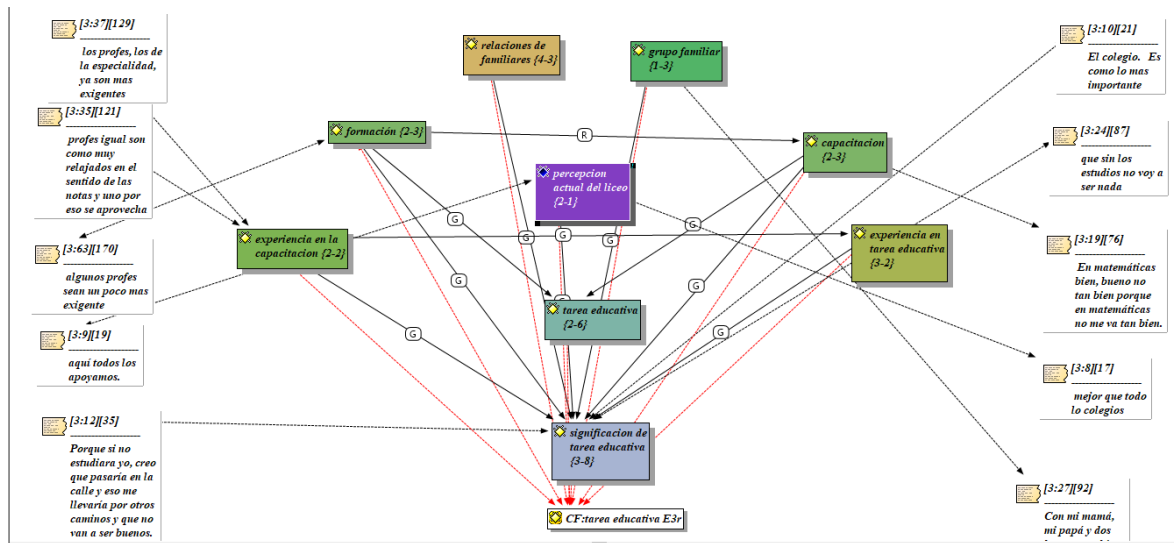 [3:37][129]
los profes, los de
la especialidad,
ya son mas
exigentes
[3:35][121]
profes igual son
como muy
relajados en el
sentido de las
notas y uno por
eso se aprovecha
[3:63][170]
algunos profes
sean un poco mas
exigente
[3:9][19]
aquí todos los
apoyamos.
[3:12][35]
Porque si no
estudiara yo, creo
que pasaría en la
calle y eso me
llevaría por otros
caminos y que no
van a ser buenos.
relaciones de
familiares {4-3}
grupo familiar
{1-3}
formación {2-3}
R
capacitacion
{2-3}
percepcion
actual del liceo
{2-1}
G
G
G
G
experiencia en la
capacitacion {2-2}
experiencia en
tarea educativa
{3-2}
G
G
G
tarea educativa
{2-6}
G
G
significacion de
tarea educativa
{3-8}
CF:tarea educativa E3r
[3:10][21]
El colegio. Es
como lo mas
importante
[3:24][87]
que sin los
estudios no voy a
ser nada
[3:19][76]
En matemáticas
bien, bueno no
tan bien porque
en matemáticas
no me va tan bien.
[3:8][17]
mejor que todo
lo colegios
[3:27][92]
Con mi mamá,
mi papá y dos